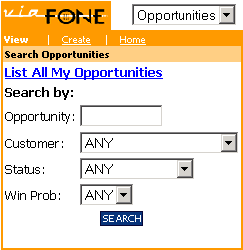 viaFONE Opportunities
View | Create | Home
Search Opportunities
List All My Opportunities
Search by:
Opportunity:
Customer: ANY
Status: ANY
Win Prob: ANY
SEARCH